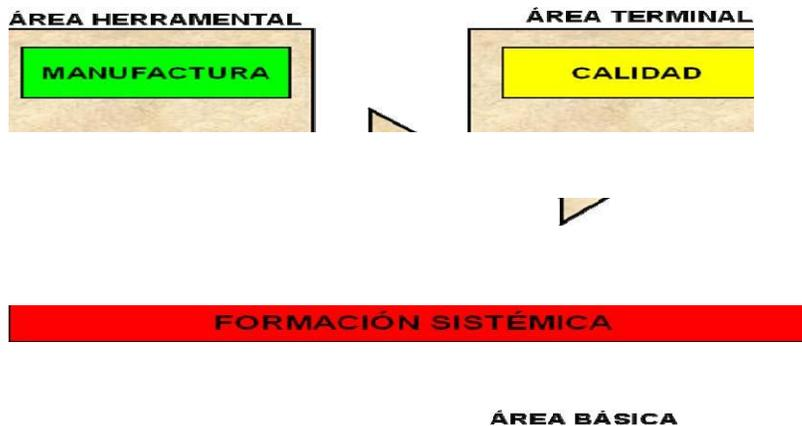 ÁREA HERRAMENTAL
ÁREA TERMINAL
MANUFACTURA
CALIDAD
FORMACIÓN SISTÉMICA
ÁREA BÁSICA